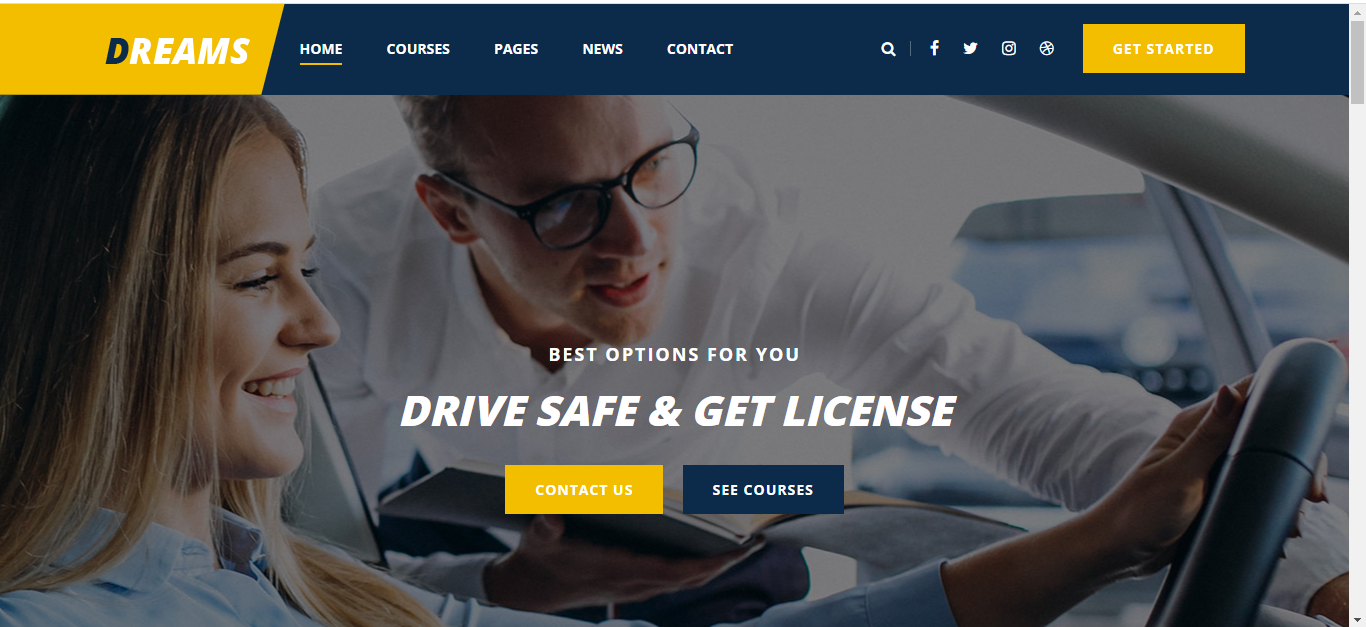 DREAMS HOME COURSES PAGES NEWS CONTACT GET STARTED
BEST OPTIONS FOR YOU
DRIVE SAFE & GET LICENSE
CONTACT US SEE COURSES